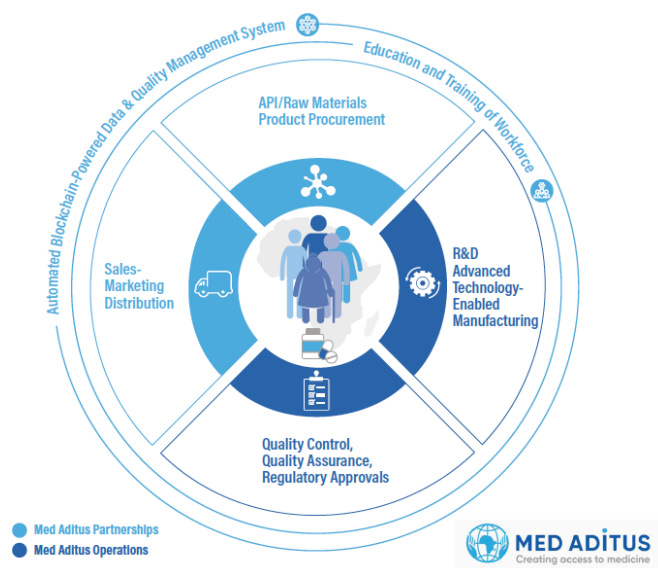 Automated Blockchain-Powered Data & Quality Management System
Education and Training of Workforce
API/Raw Materials
Product Procurement
Sales-
Marketing
Distribution
R&D
Advanced
Technology-
Enabled
Manufacturing
Quality Control,
Quality Assurance,
Regulatory Approvals
Med Aditus Partnerships
Med Aditus Operations
MED ADiTUS
Creating access to medicine